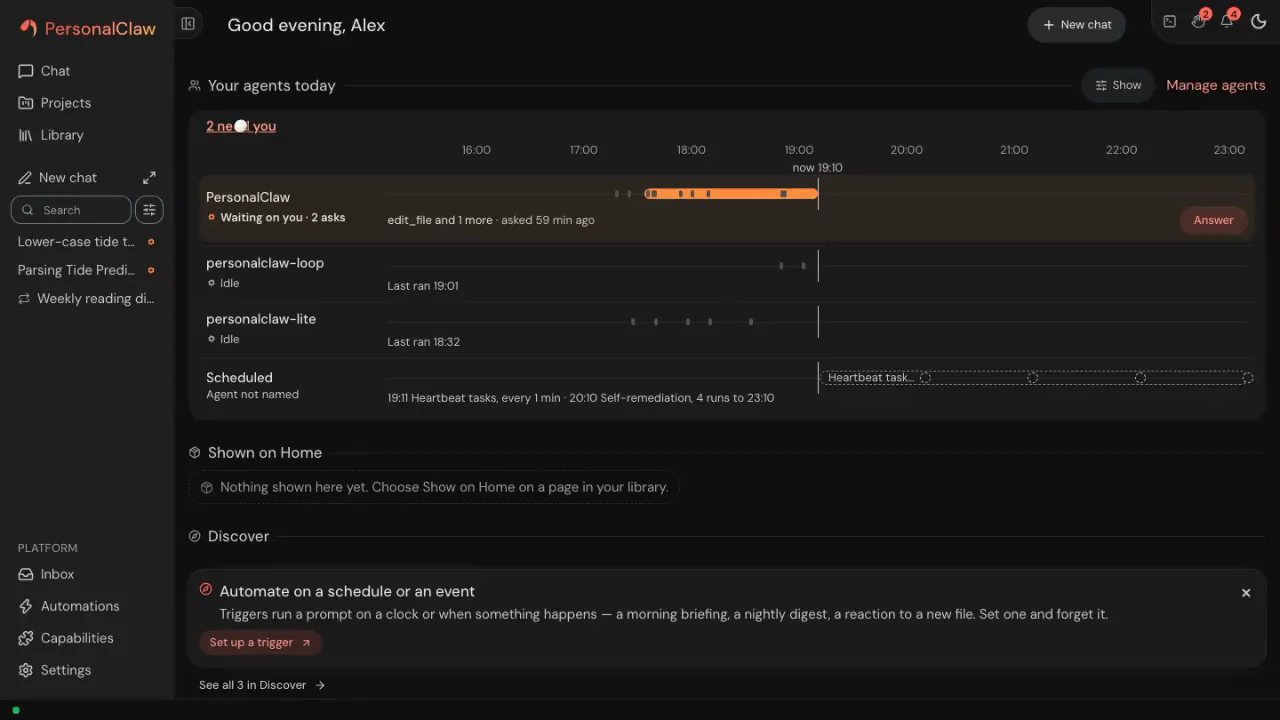 PersonalClaw
Good evening, Alex
New chat
2
4
Chat
Projects
Library
New chat
Search
Lower-case tide t...
Parsing Tide Predi...
Weekly reading di...
PLATFORM
Inbox
Automations
Capabilities
Settings
Your agents today
Show
Manage agents
2 ne you
16:00 17:00 18:00 19:00 20:00 21:00 22:00 23:00
now 19:10
PersonalClaw
Waiting on you · 2 asks
edit_file and 1 more · asked 59 min ago
Answer
personalclaw-loop
Idle
Last ran 19:01
personalclaw-lite
Idle
Last ran 18:32
Scheduled
Agent not named
Heartbeat task...
19:11 Heartbeat tasks, every 1 min · 20:10 Self-remediation, 4 runs to 23:10
Shown on Home
Nothing shown here yet. Choose Show on Home on a page in your library.
Discover
Automate on a schedule or an event
Triggers run a prompt on a clock or when something happens — a morning briefing, a nightly digest, a reaction to a new file. Set one and forget it.
Set up a trigger
See all 3 in Discover